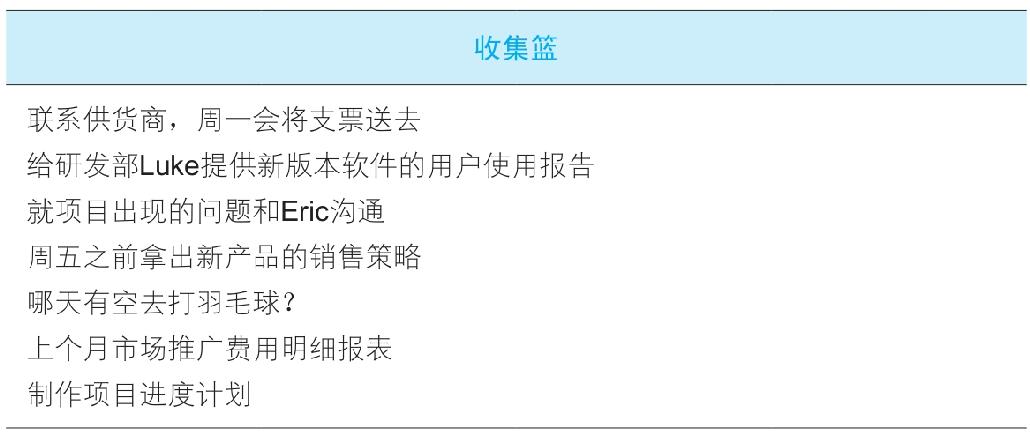 收集篮
联系供货商，周一会将支票送去
给研发部Luke提供新版本软件的用户使用报告
就项目出现的问题和Eric沟通
周五之前拿出新产品的销售策略
哪天有空去打羽毛球？
上个月市场推广费用明细报表
制作项目进度计划